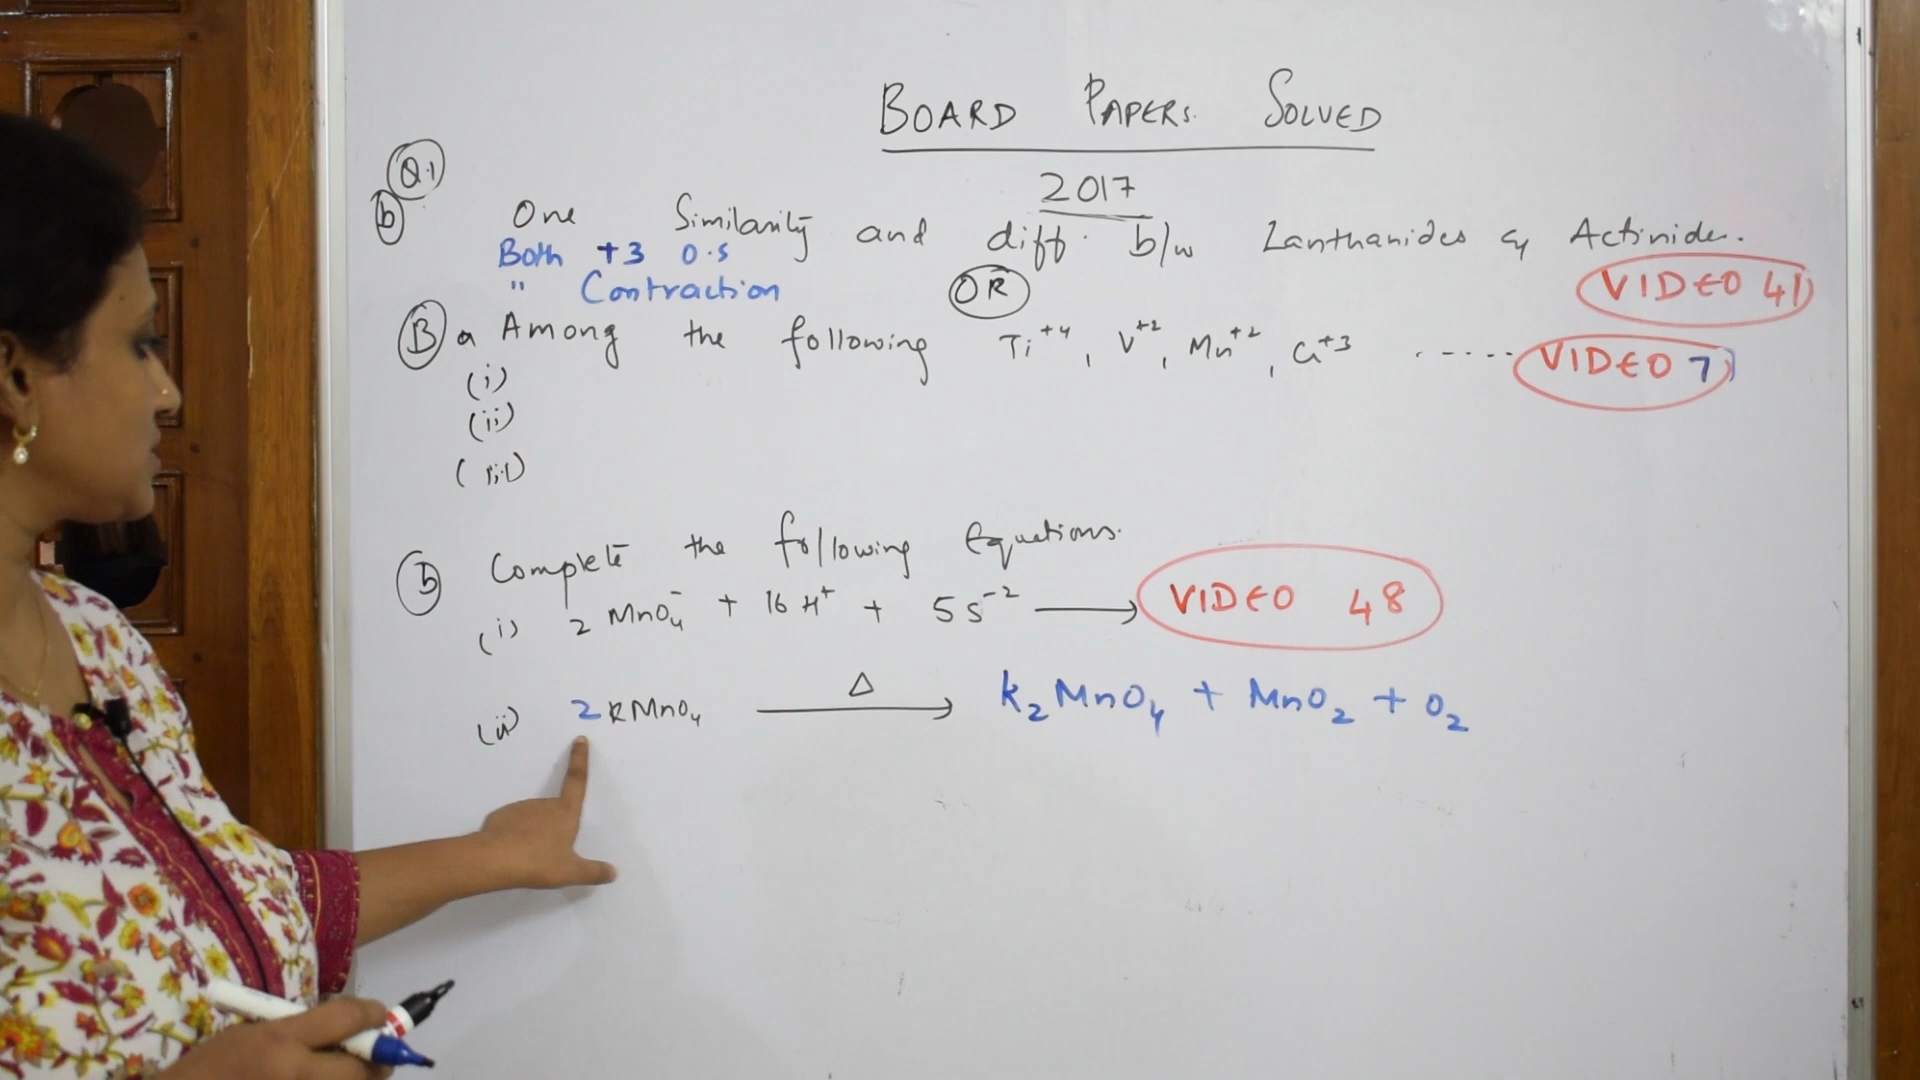 BOARD PAPERS SOLVED
2017
Q.1
b One Similarity and diff. b/w Lanthanides & Actinides.
Both +3 O.S
" Contraction
VIDEO 41
OR
B a Among the following Ti⁺⁴, V⁺², Mn⁺², Cr⁺³ ...... VIDEO 7
(i)
(ii)
(iii)
b Complete the following Equations.
(i) 2 MnO₄⁻ + 16 H⁺ + 5 S⁻² ⟶ VIDEO 48
(ii) 2 KMnO₄ —Δ→ K₂MnO₄ + MnO₂ + O₂